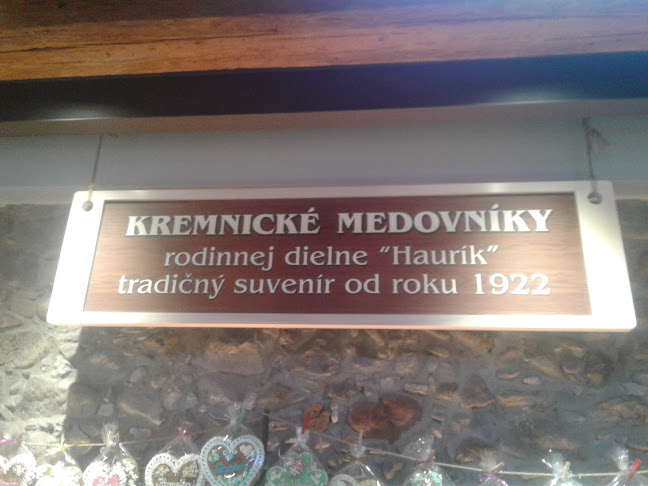 KREMNICKÉ MEDOVNÍKY
rodinnej dielne "Haurík"
tradičný suvenír od roku 1922